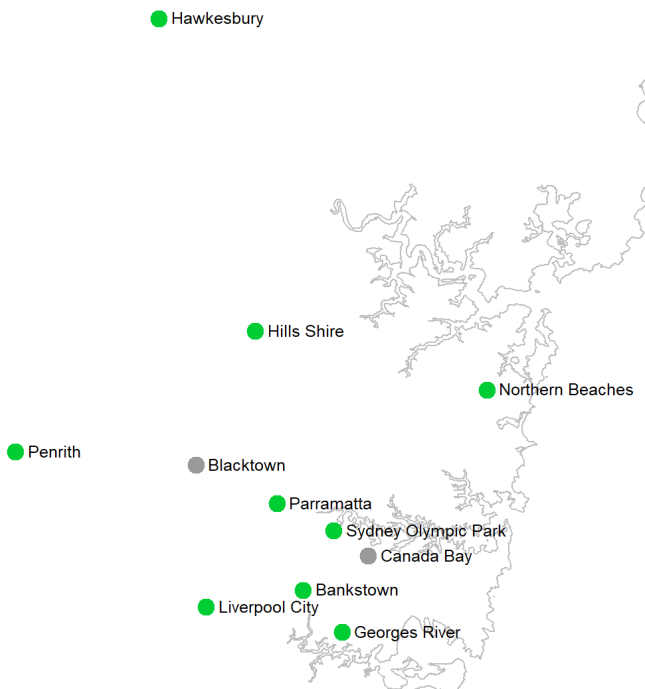 Hawkesbury
Hills Shire
Northern Beaches
Penrith
Blacktown
Parramatta
Sydney Olympic Park
Canada Bay
Bankstown
Liverpool City
Georges River